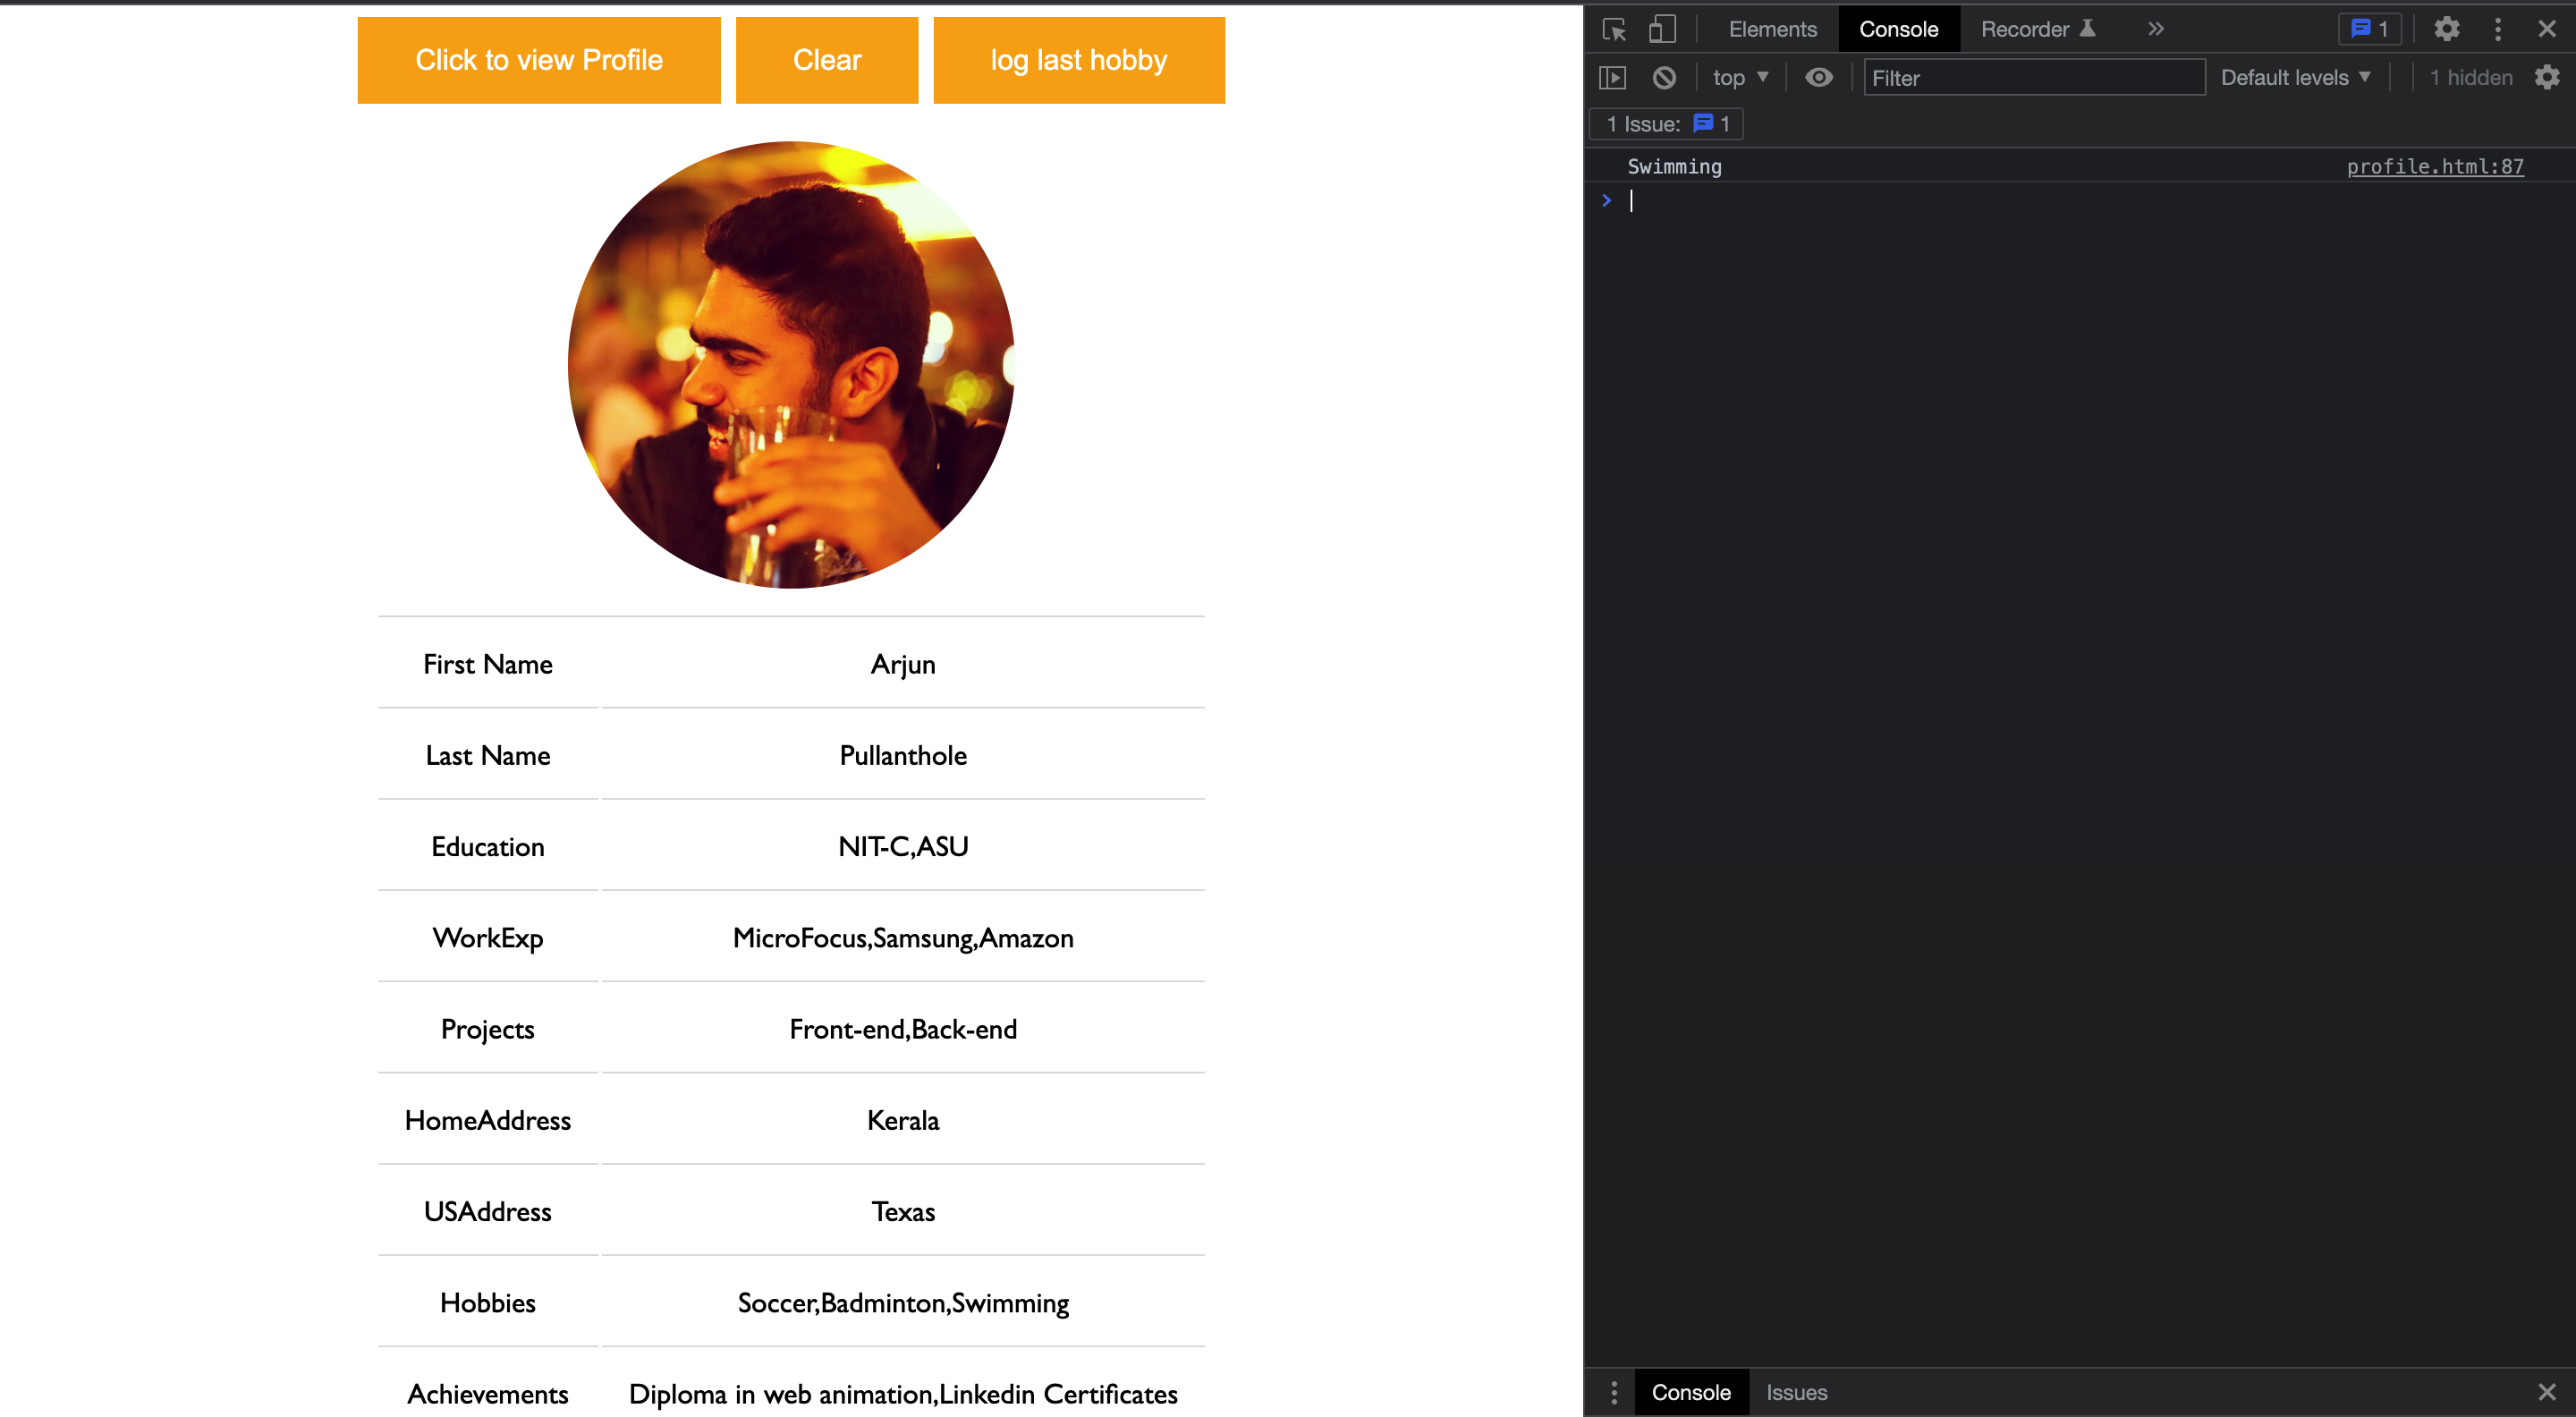 Click to view Profile Clear log last hobby
First Name Arjun
Last Name Pullanthole
Education NIT-C,ASU
WorkExp MicroFocus,Samsung,Amazon
Projects Front-end,Back-end
HomeAddress Kerala
USAddress Texas
Hobbies Soccer,Badminton,Swimming
Achievements Diploma in web animation,Linkedin Certificates
Elements Console Recorder 1
top Filter Default levels 1 hidden
1 Issue: 1
Swimming profile.html:87
Console Issues